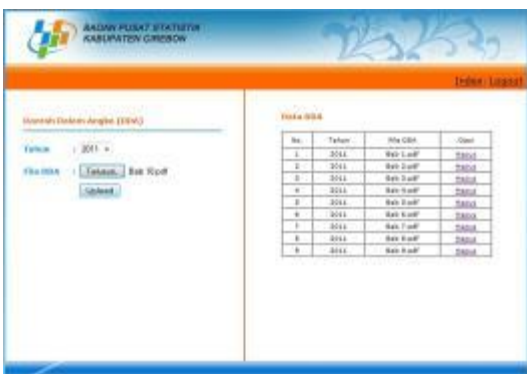 BADAN PUSAT STATISTIK
KABUPATEN CIREBON
Index Logout
Daerah Dalam Angka (DDA)
Tahun : 2011
File DDA : Bab 10.pdf
Upload
Data DDA
No. Tahun File DDA Opsi
1 2011 Bab 1.pdf Hapus
2 2011 Bab 2.pdf Hapus
3 2011 Bab 3.pdf Hapus
4 2011 Bab 4.pdf Hapus
5 2011 Bab 5.pdf Hapus
6 2011 Bab 6.pdf Hapus
7 2011 Bab 7.pdf Hapus
8 2011 Bab 8.pdf Hapus
9 2011 Bab 9.pdf Hapus